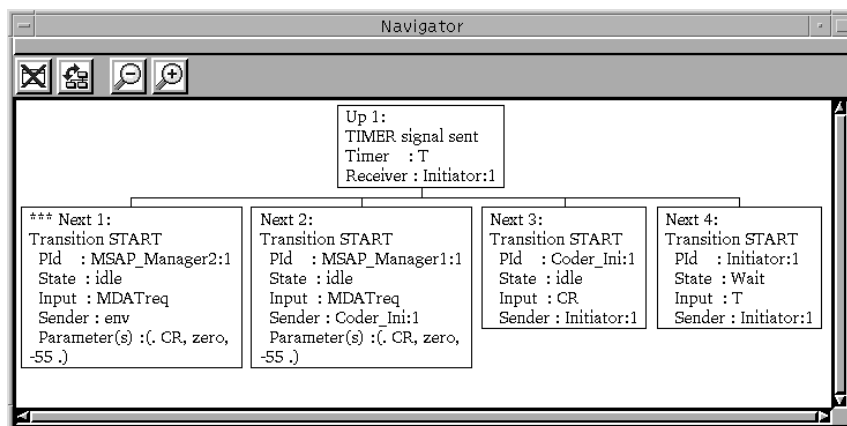 Navigator
Up 1:
TIMER signal sent
Timer : T
Receiver : Initiator:1
*** Next 1:
Transition START
PId : MSAP_Manager2:1
State : idle
Input : MDATreq
Sender : env
Parameter(s) :(. CR, zero,
-55 .)
Next 2:
Transition START
PId : MSAP_Manager1:1
State : idle
Input : MDATreq
Sender : Coder_Ini:1
Parameter(s) :(. CR, zero,
-55 .)
Next 3:
Transition START
PId : Coder_Ini:1
State : idle
Input : CR
Sender : Initiator:1
Next 4:
Transition START
PId : Initiator:1
State : Wait
Input : T
Sender : Initiator:1